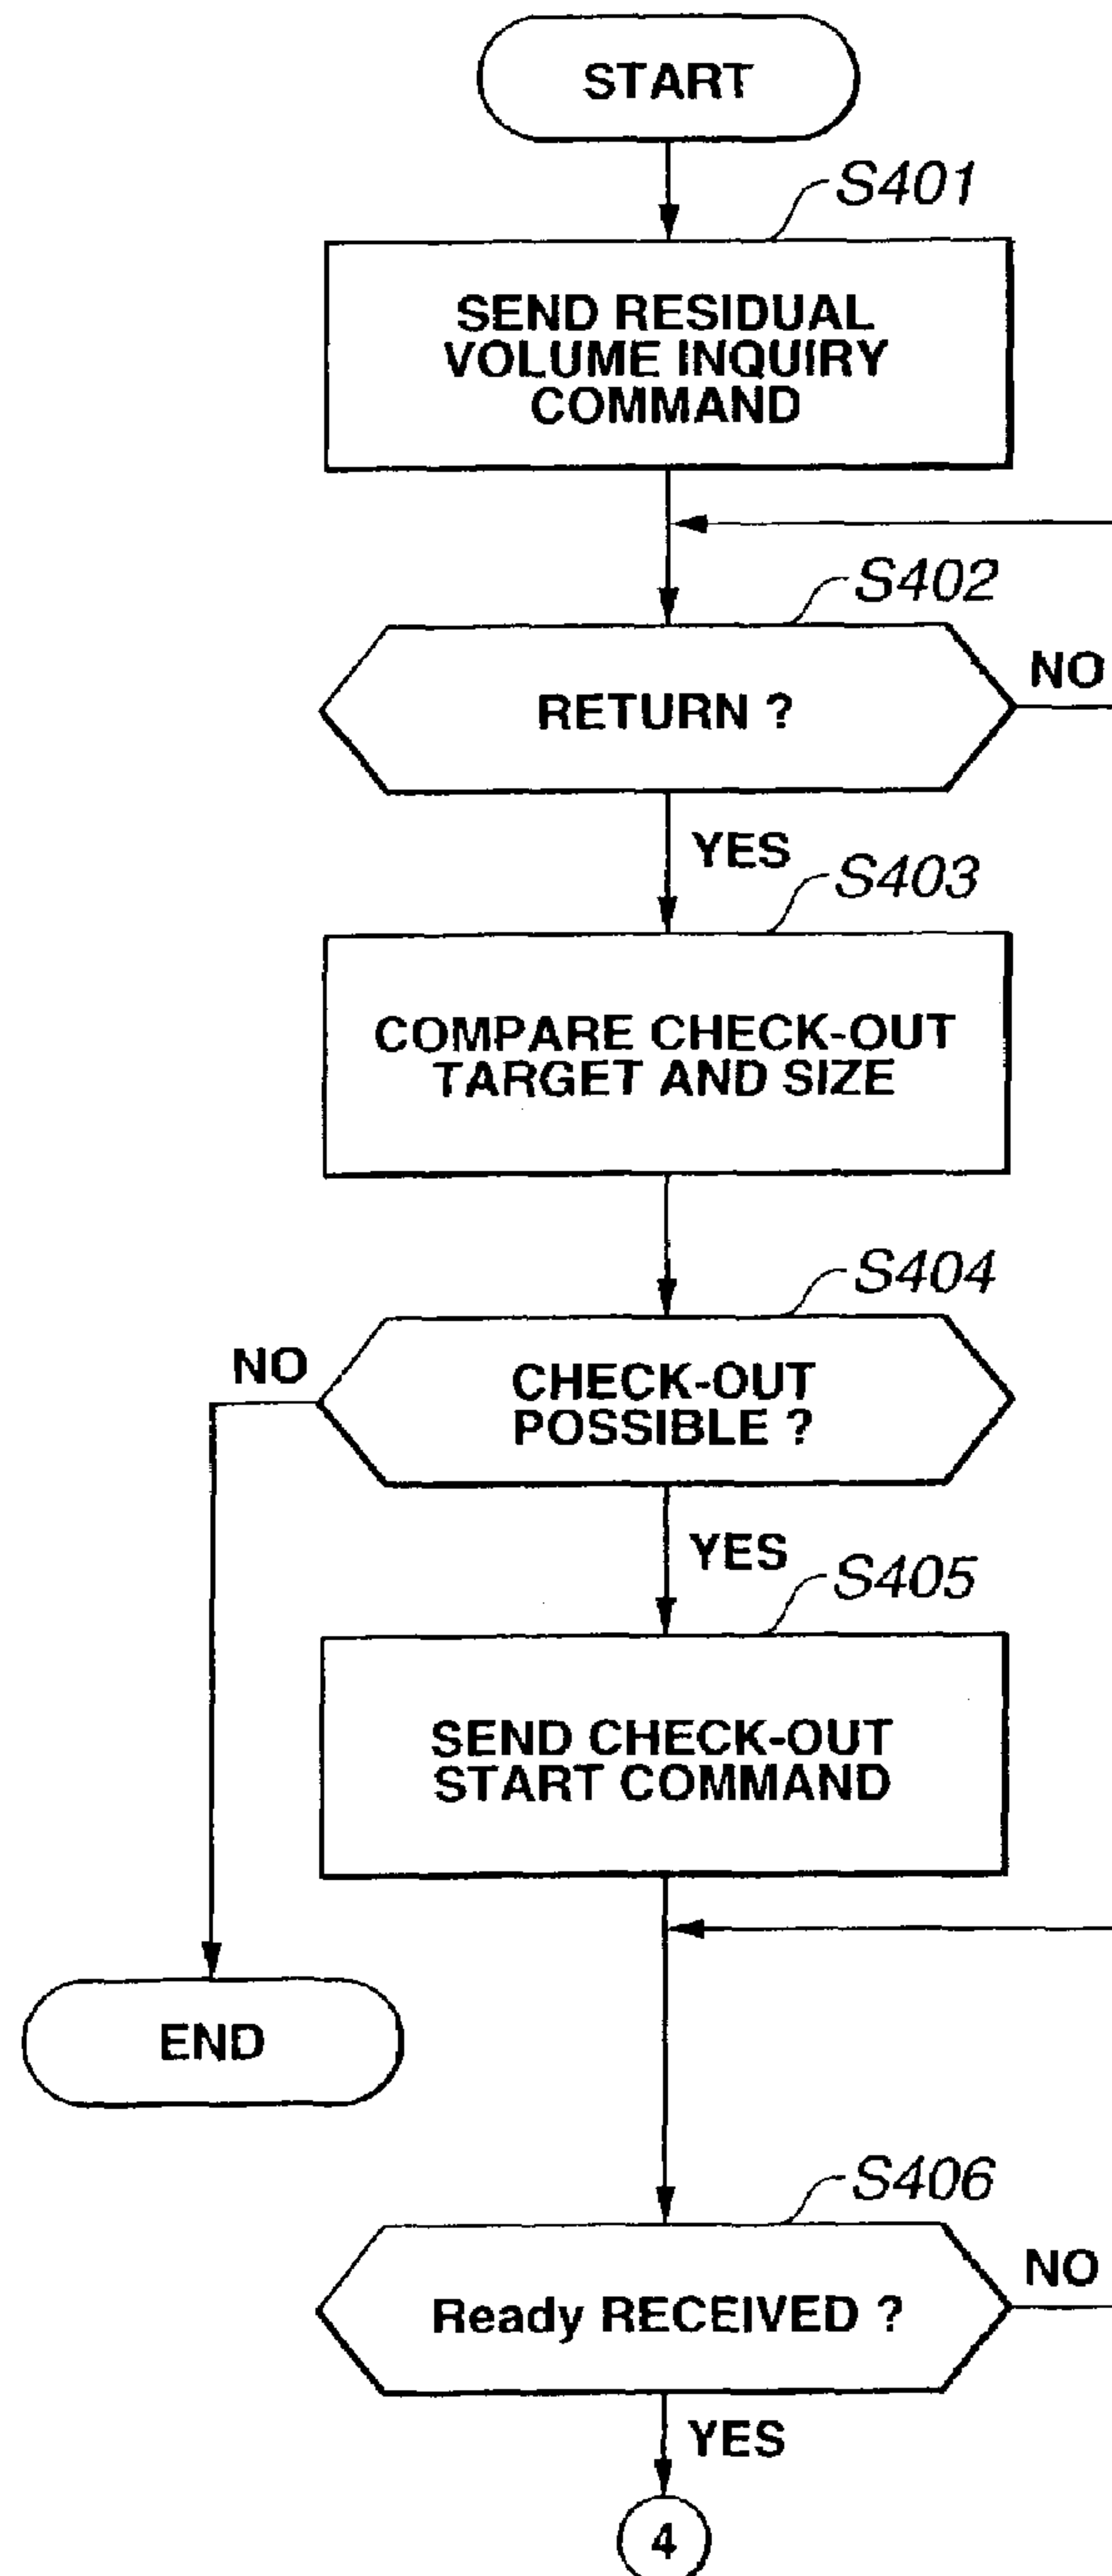 START
S401
SEND RESIDUAL
VOLUME INQUIRY
COMMAND
S402
RETURN ?
NO
YES
S403
COMPARE CHECK-OUT
TARGET AND SIZE
S404
NO
CHECK-OUT
POSSIBLE ?
YES
S405
SEND CHECK-OUT
START COMMAND
END
S406
Ready RECEIVED ?
NO
YES
4